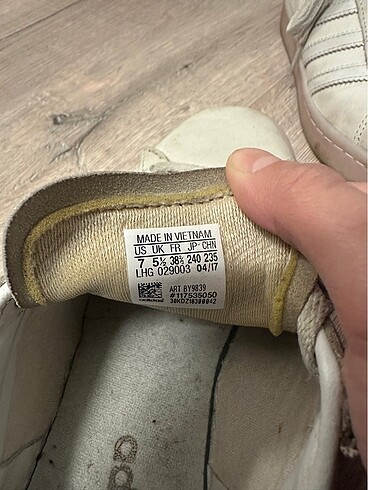 MADE IN VIETNAM
US UK FR JP CHN
7 5½ 38⅔ 240 235
LHG 029003 04/17
ART BY9839
#117535050
adidas